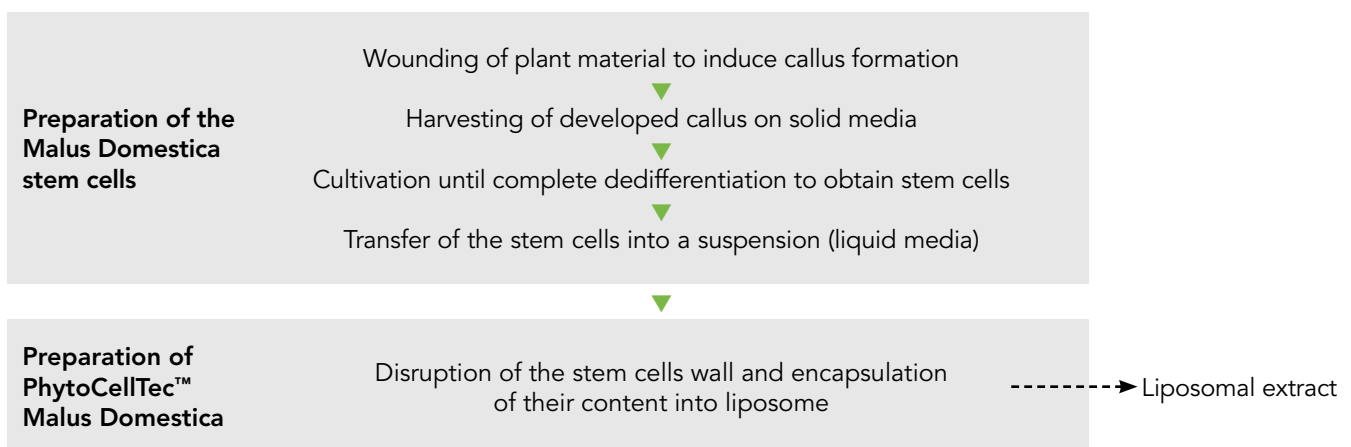 Wounding of plant material to induce callus formation
Preparation of the
Malus Domestica
stem cells
Harvesting of developed callus on solid media
Cultivation until complete dedifferentiation to obtain stem cells
Transfer of the stem cells into a suspension (liquid media)
Preparation of
PhytoCellTec™
Malus Domestica
Disruption of the stem cells wall and encapsulation
of their content into liposome
Liposomal extract